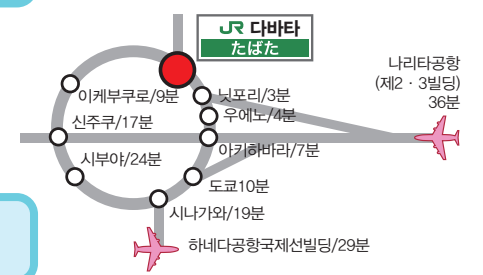 JR 다바타
たばた
나리타공항
(제2 · 3빌딩)
36분
이케부쿠로/9분
닛포리/3분
우에노/4분
신주쿠/17분
아키하바라/7분
시부야/24분
도쿄10분
시나가와/19분
하네다공항국제선빌딩/29분